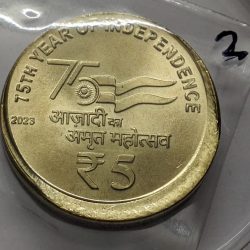 75TH YEAR OF INDEPENDENCE
75
2023
आज़ादी का
अमृत महोत्सव
₹5
2